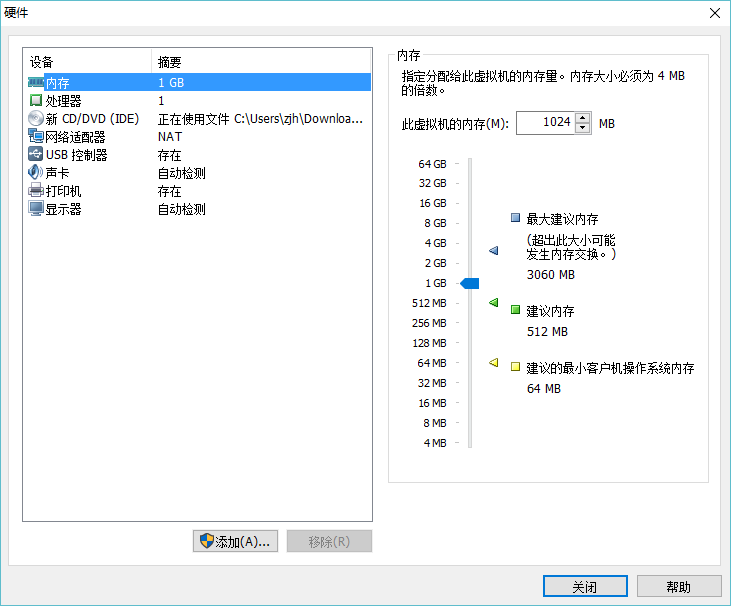 硬件
设备 摘要
内存 1 GB
处理器 1
新 CD/DVD (IDE) 正在使用文件 C:\Users\zjh\Downloa...
网络适配器 NAT
USB 控制器 存在
声卡 自动检测
打印机 存在
显示器 自动检测
添加(A)...
移除(R)
内存
指定分配给此虚拟机的内存量。内存大小必须为 4 MB
的倍数。
此虚拟机的内存(M): 1024 MB
64 GB
32 GB
16 GB
8 GB
4 GB
2 GB
1 GB
512 MB
256 MB
128 MB
64 MB
32 MB
16 MB
8 MB
4 MB
最大建议内存
(超出此大小可能
发生内存交换。)
3060 MB
建议内存
512 MB
建议的最小客户机操作系统内存
64 MB
关闭
帮助